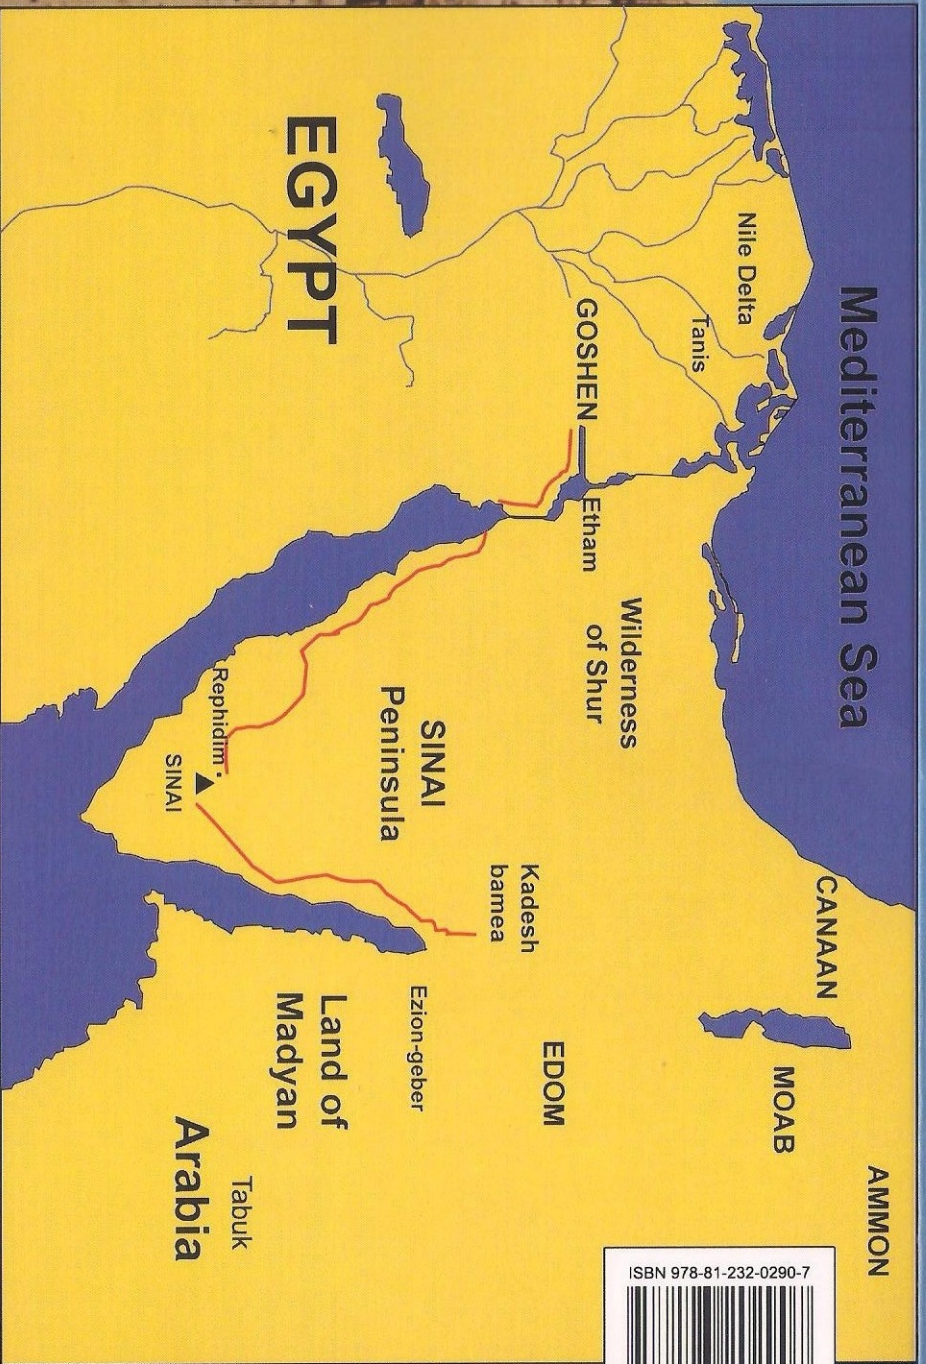 Mediterranean Sea
Nile Delta
Tanis
GOSHEN
EGYPT
Etham
Wilderness
of Shur
SINAI
Peninsula
Rephidim
SINAI
Kadesh
bamea
CANAAN
MOAB
AMMON
EDOM
Ezion-geber
Land of
Madyan
Tabuk
Arabia
ISBN 978-81-232-0290-7